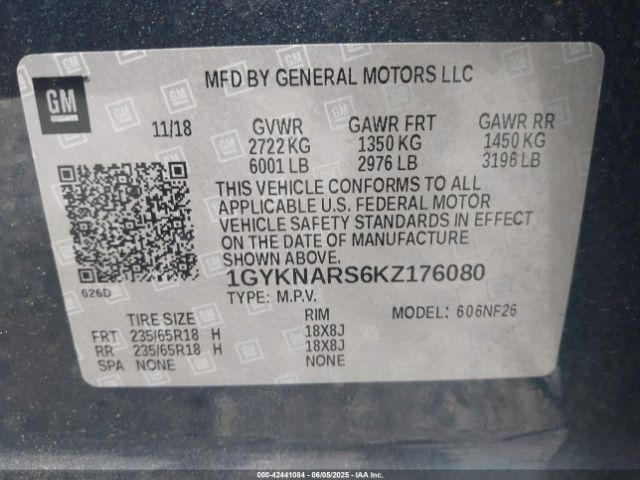 GM
MFD BY GENERAL MOTORS LLC
11/18 GVWR GAWR FRT GAWR RR
2722 KG 1350 KG 1450 KG
6001 LB 2976 LB 3196 LB
THIS VEHICLE CONFORMS TO ALL
APPLICABLE U.S. FEDERAL MOTOR
VEHICLE SAFETY STANDARDS IN EFFECT
ON THE DATE OF MANUFACTURE
SHOWN ABOVE.
1GYKNARS6KZ176080
626D
TYPE: M.P.V. MODEL: 606NF26
TIRE SIZE RIM
FRT 235/65R18 H 18X8J
RR 235/65R18 H 18X8J
SPA NONE NONE
© 42441084 - 06/05/2025 - IAA Inc.